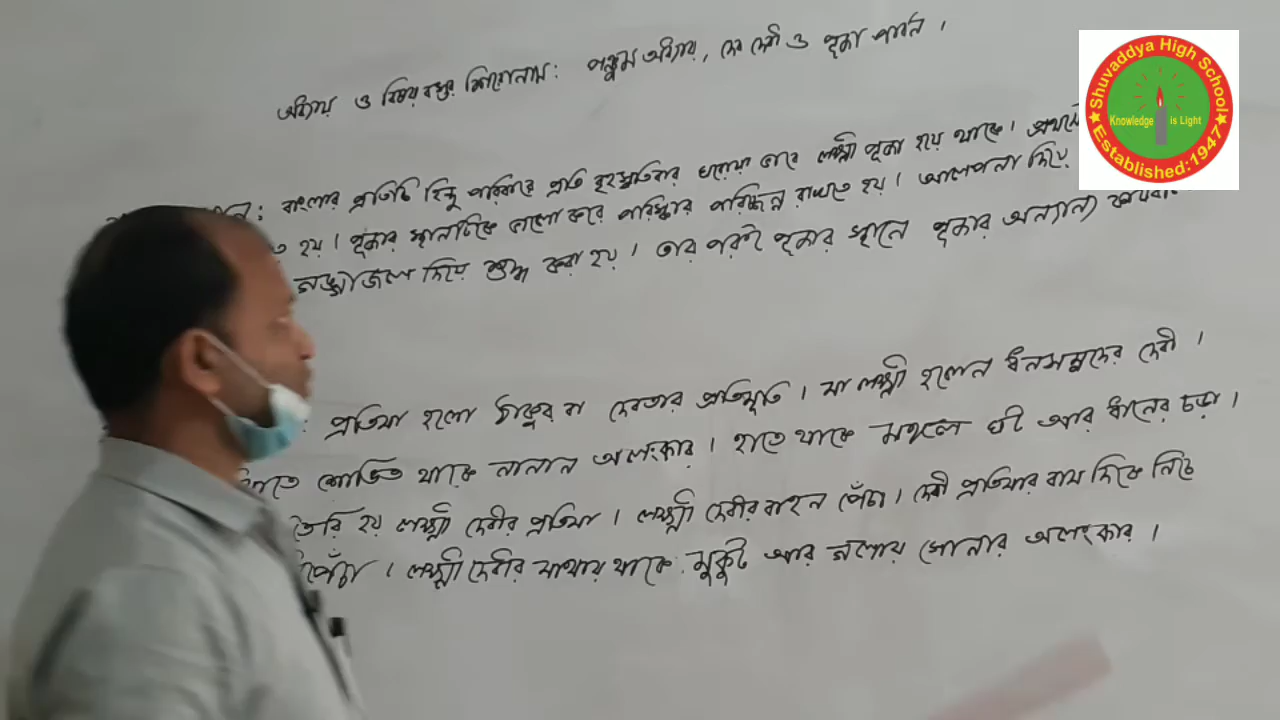 অধ্যায় ও বিষয় বস্তুর শিরোনাম: পঞ্চম অধ্যায়, দেব দেবী ও পূজা পার্বন ।
: বাংলার প্রতিটি হিন্দু পরিবারে প্রতি বৃহস্পতিবার ঘরোয়া ভাবে লক্ষ্মী পূজা হয়ে থাকে। প্রথমে
হয় । পূজার স্থানটিকে ভালো করে পরিস্কার পরিচ্ছন্ন রাখতে হয় । আলপনা দিয়ে
গঙ্গাজল দিয়ে শুদ্ধ করা হয় । তার পরই পূজার স্থানে পূজার অন্যান্য
প্রতিমা হলো ঠাকুর বা দেবতার প্রতিমূর্তি । মা লক্ষ্মী হলেন ধনসম্পদের দেবী ।
শোভিত থাকে নানান অলংকার । হাতে থাকে মঙ্গল ঘট আর ধানের ছড়া ।
তৈরি হয় লক্ষ্মী দেবীর প্রতিমা । লক্ষ্মী দেবীর বাহন পেঁচা । দেবী প্রতিমার বাম দিকে নিচে
পেঁচা । লক্ষ্মী দেবীর মাথায় থাকে মুকুট আর গলায় সোনার অলংকার ।
Shuvaddya High School
Knowledge is Light
Established:1947